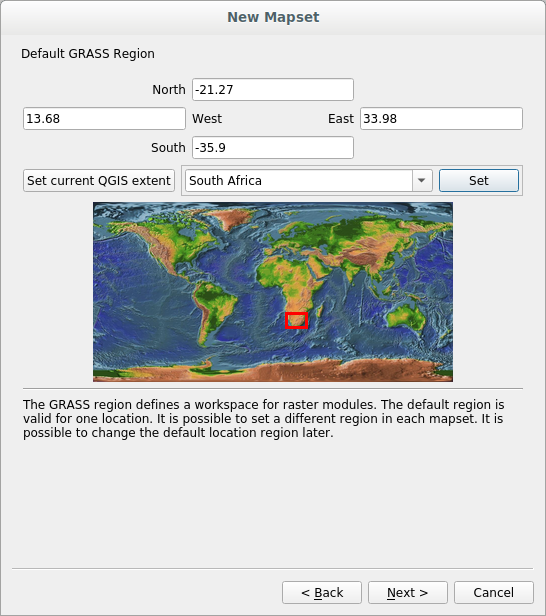 New Mapset
Default GRASS Region
North -21.27
13.68 West East 33.98
South -35.9
Set current QGIS extent South Africa Set
The GRASS region defines a workspace for raster modules. The default region is
valid for one location. It is possible to set a different region in each mapset. It is
possible to change the default location region later.
< Back Next > Cancel